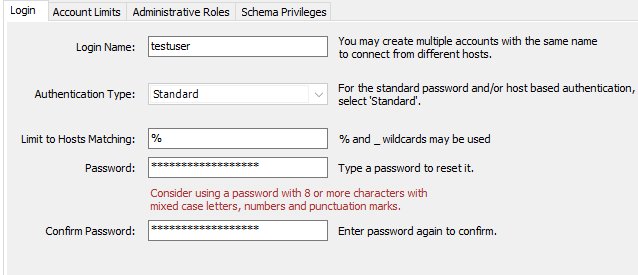 Login Account Limits Administrative Roles Schema Privileges
Login Name: testuser You may create multiple accounts with the same name
to connect from different hosts.
Authentication Type: Standard For the standard password and/or host based authentication,
select 'Standard'.
Limit to Hosts Matching: % % and _ wildcards may be used
Password: ****************** Type a password to reset it.
Consider using a password with 8 or more characters with
mixed case letters, numbers and punctuation marks.
Confirm Password: ****************** Enter password again to confirm.